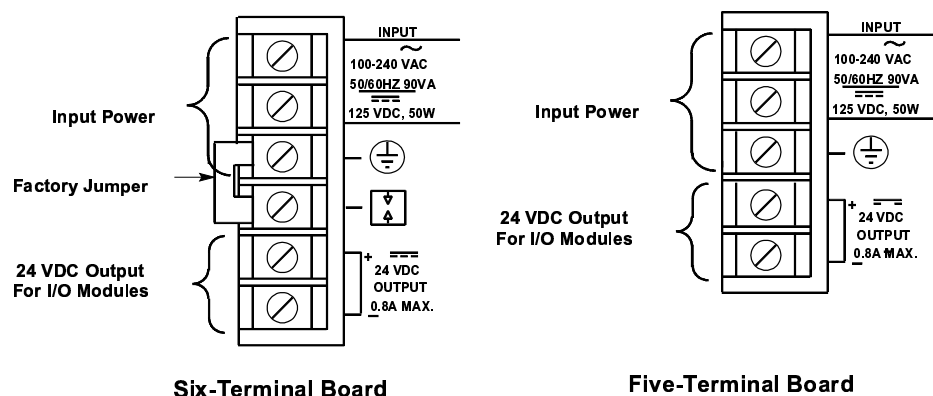 INPUT
100-240 VAC
50/60HZ 90VA
125 VDC, 50W
Input Power
Factory Jumper
24 VDC Output
For I/O Modules
+
24 VDC
OUTPUT
0.8A MAX.
–
Six-Terminal Board
INPUT
100-240 VAC
50/60HZ 90VA
125 VDC, 50W
Input Power
24 VDC Output
For I/O Modules
+
24 VDC
OUTPUT
0.8A MAX.
–
Five-Terminal Board